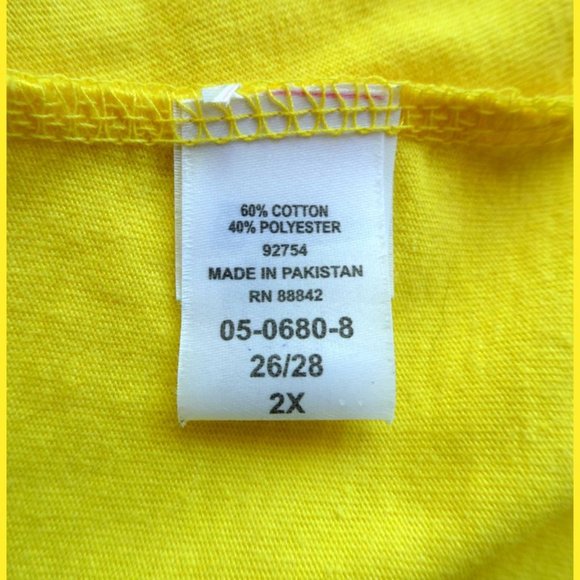 60% COTTON
40% POLYESTER
92754
MADE IN PAKISTAN
RN 88842
05-0680-8
26/28
2X